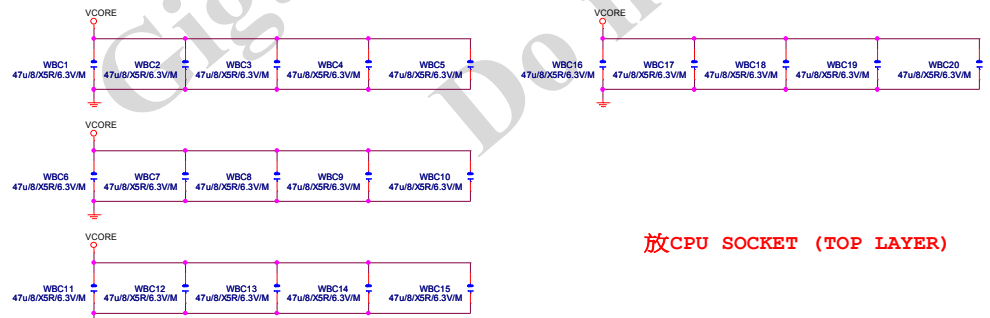 VCORE
WBC1
47u/8/X5R/6.3V/M
WBC2
47u/8/X5R/6.3V/M
WBC3
47u/8/X5R/6.3V/M
WBC4
47u/8/X5R/6.3V/M
WBC5
47u/8/X5R/6.3V/M
VCORE
WBC16
47u/8/X5R/6.3V/M
WBC17
47u/8/X5R/6.3V/M
WBC18
47u/8/X5R/6.3V/M
WBC19
47u/8/X5R/6.3V/M
WBC20
47u/8/X5R/6.3V/M
VCORE
WBC6
47u/8/X5R/6.3V/M
WBC7
47u/8/X5R/6.3V/M
WBC8
47u/8/X5R/6.3V/M
WBC9
47u/8/X5R/6.3V/M
WBC10
47u/8/X5R/6.3V/M
VCORE
WBC11
47u/8/X5R/6.3V/M
WBC12
47u/8/X5R/6.3V/M
WBC13
47u/8/X5R/6.3V/M
WBC14
47u/8/X5R/6.3V/M
WBC15
47u/8/X5R/6.3V/M
放CPU SOCKET (TOP LAYER)
Do